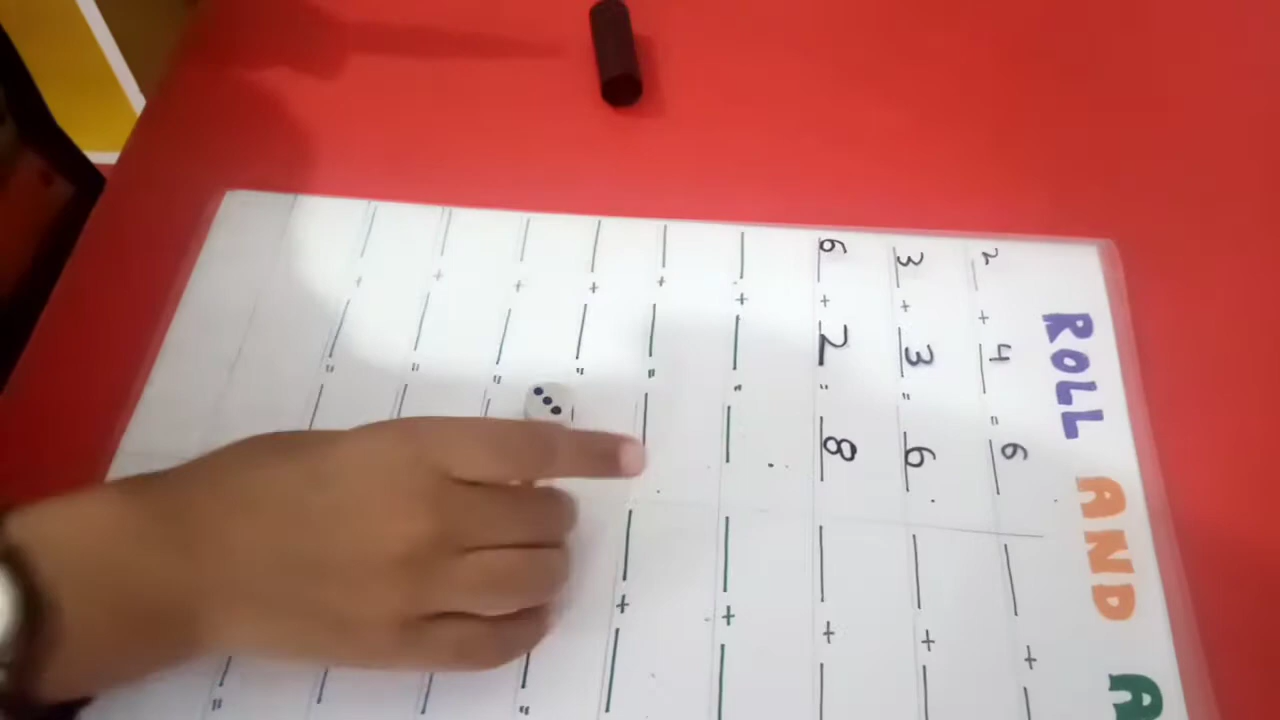 ROLL AND A
2 + 4 = 6
3 + 3 = 6
6 + 2 = 8